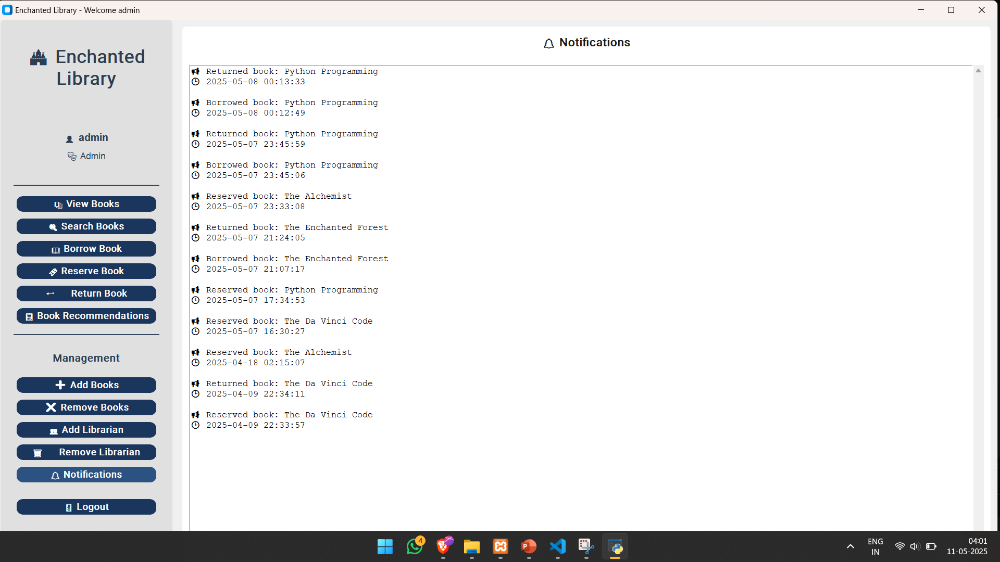 Enchanted Library - Welcome admin
Enchanted
Library
admin
Admin
View Books
Search Books
Borrow Book
Reserve Book
Return Book
Book Recommendations
Management
Add Books
Remove Books
Add Librarian
Remove Librarian
Notifications
Logout
Notifications
Returned book: Python Programming
2025-05-08 00:13:33
Borrowed book: Python Programming
2025-05-08 00:12:49
Returned book: Python Programming
2025-05-07 23:45:59
Borrowed book: Python Programming
2025-05-07 23:45:06
Reserved book: The Alchemist
2025-05-07 23:33:08
Returned book: The Enchanted Forest
2025-05-07 21:24:05
Borrowed book: The Enchanted Forest
2025-05-07 21:07:17
Reserved book: Python Programming
2025-05-07 17:34:53
Reserved book: The Da Vinci Code
2025-05-07 16:30:27
Reserved book: The Alchemist
2025-04-18 02:15:07
Returned book: The Da Vinci Code
2025-04-09 22:34:11
Reserved book: The Da Vinci Code
2025-04-09 22:33:57
4
P
ENG
IN
04:01
11-05-2025